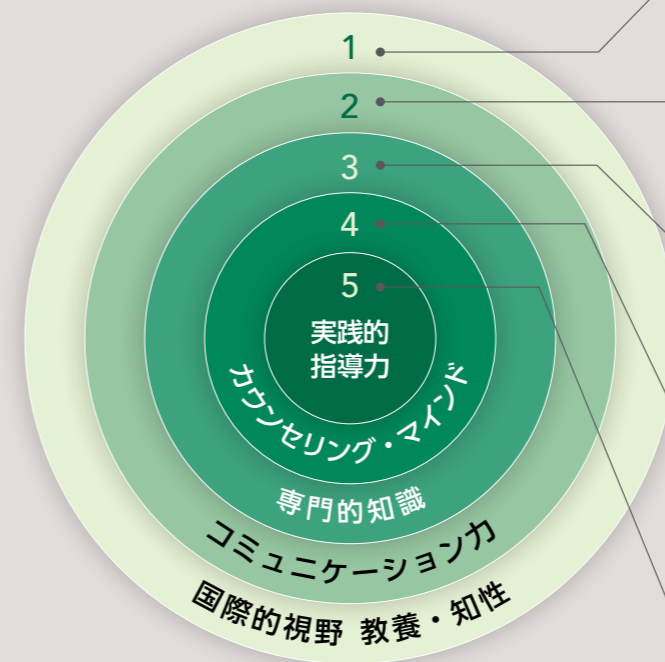 1
2
3
4
5
実践的
指導力
カウンセリング・マインド
専門的知識
コミュニケーション力
国際的視野 教養・知性